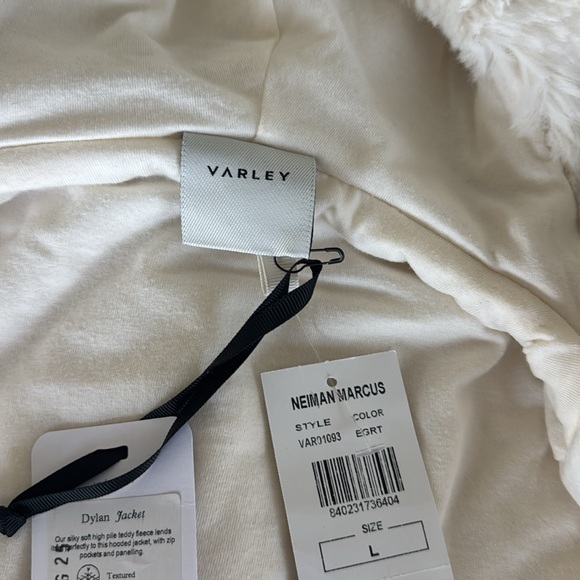 VARLEY
NEIMAN MARCUS
STYLE COLOR
VAR01093 EGRT
840231736404
SIZE
L
Dylan Jacket
Our silky soft high pile teddy fleece lends
perfectly to this hooded jacket, with zip
pockets and panelling.
Textured